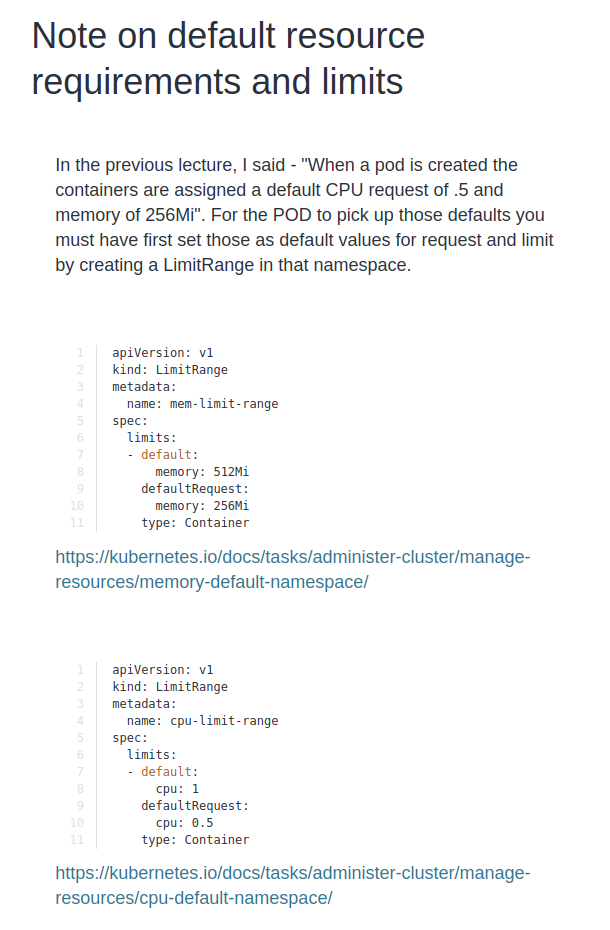 Note on default resource
requirements and limits
In the previous lecture, I said - "When a pod is created the
containers are assigned a default CPU request of .5 and
memory of 256Mi". For the POD to pick up those defaults you
must have first set those as default values for request and limit
by creating a LimitRange in that namespace.
1 apiVersion: v1
2 kind: LimitRange
3 metadata:
4   name: mem-limit-range
5 spec:
6   limits:
7   - default:
8       memory: 512Mi
9     defaultRequest:
10       memory: 256Mi
11     type: Container
https://kubernetes.io/docs/tasks/administer-cluster/manage-
resources/memory-default-namespace/
1 apiVersion: v1
2 kind: LimitRange
3 metadata:
4   name: cpu-limit-range
5 spec:
6   limits:
7   - default:
8       cpu: 1
9     defaultRequest:
10       cpu: 0.5
11     type: Container
https://kubernetes.io/docs/tasks/administer-cluster/manage-
resources/cpu-default-namespace/